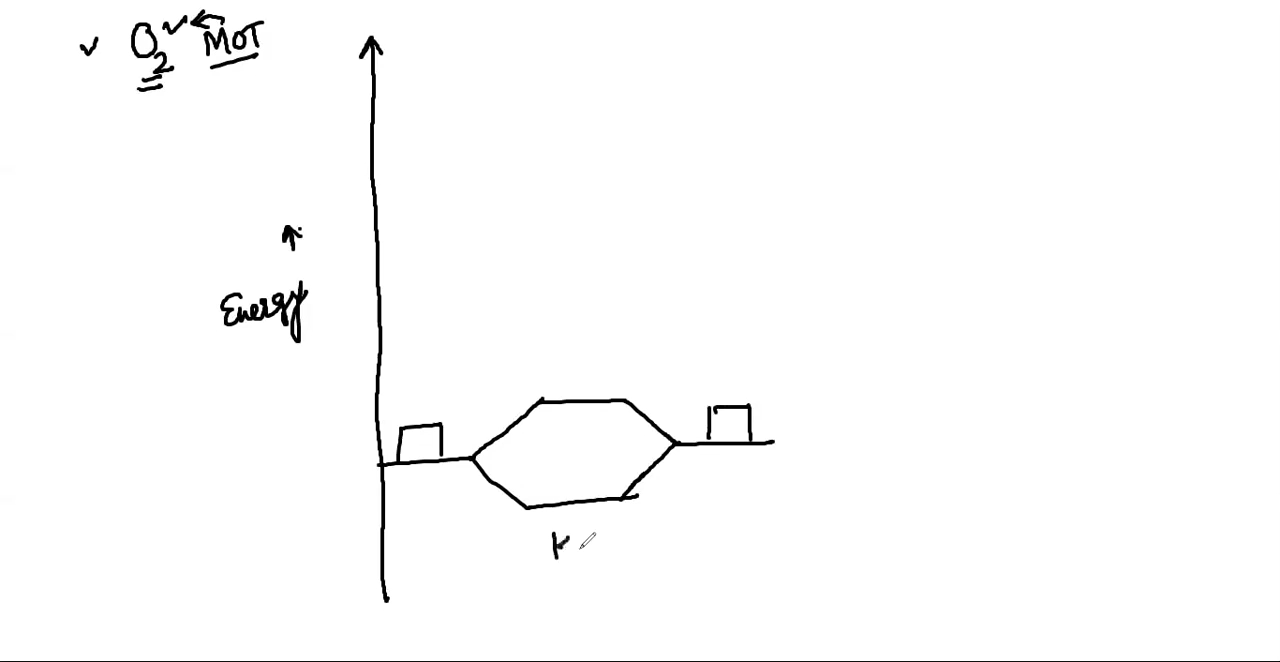 ✓ O₂ ✓ ← MOT
↑
Energy
K